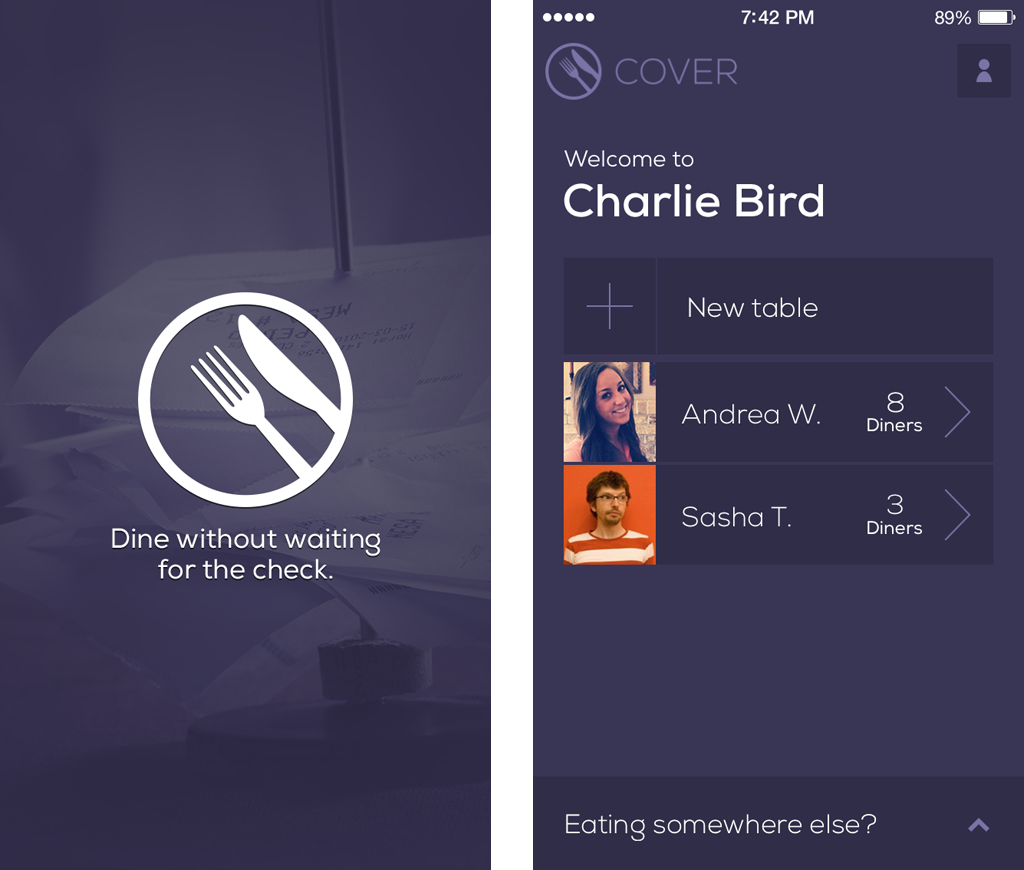 Dine without waiting
for the check.
7:42 PM
89%
COVER
Welcome to
Charlie Bird
New table
Andrea W.
8
Diners
Sasha T.
3
Diners
Eating somewhere else?